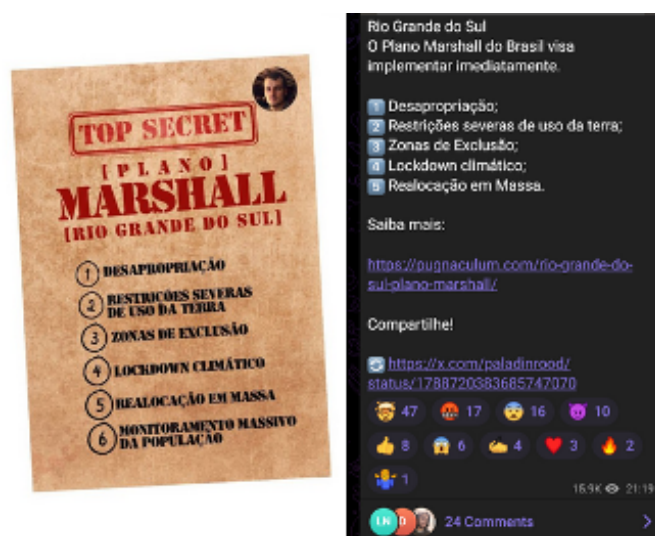 TOP SECRET
[PLANO]
MARSHALL
[RIO GRANDE DO SUL]
1 DESAPROPRIAÇÃO
2 RESTRIÇÕES SEVERAS
DE USO DA TERRA
3 ZONAS DE EXCLUSÃO
4 LOCKDOWN CLIMÁTICO
5 REALOCAÇÃO EM MASSA
6 MONITORAMENTO MASSIVO
DA POPULAÇÃO
Rio Grande do Sul
O Plano Marshall do Brasil visa
implementar imediatamente.
1 Desapropriação;
2 Restrições severas de uso da terra;
3 Zonas de Exclusão;
4 Lockdown climático;
5 Realocação em Massa.
Saiba mais:
https://pugnaculum.com/rio-grande-do-
sul-plano-marshall/
Compartilhe!
https://x.com/paladinrood/
status/1788720383685747070
47 17 16 10
8 6 4 3 2
1
15.9K 21:19
LN D 24 Comments